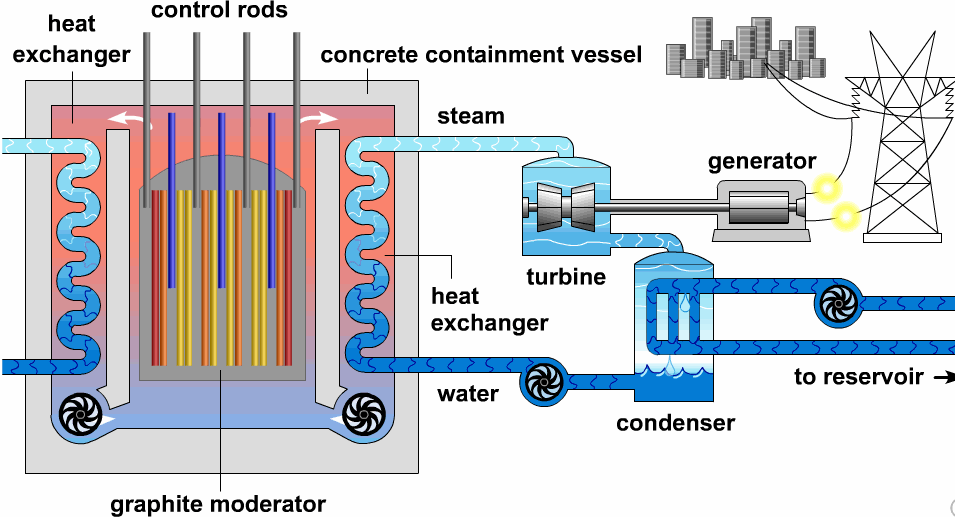 control rods
heat
exchanger
concrete containment vessel
steam
generator
turbine
heat
exchanger
to reservoir
water
condenser
graphite moderator